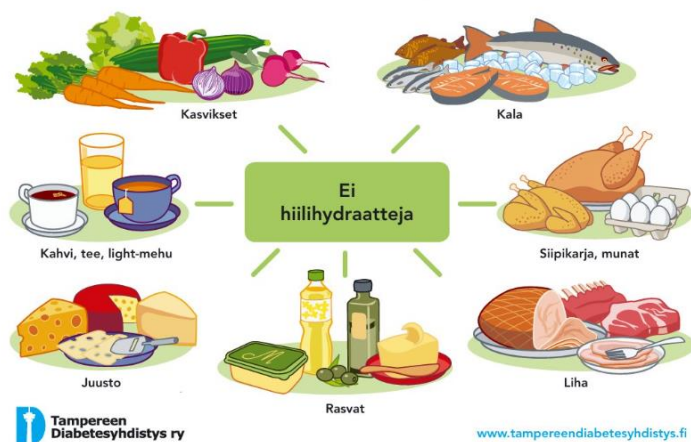 Kasvikset
Kala
Ei
hiilihydraatteja
Kahvi, tee, light-mehu
Siipikarja, munat
Juusto
Rasvat
Liha
Tampereen
Diabetesyhdistys ry
www.tampereendiabetesyhdistys.fi